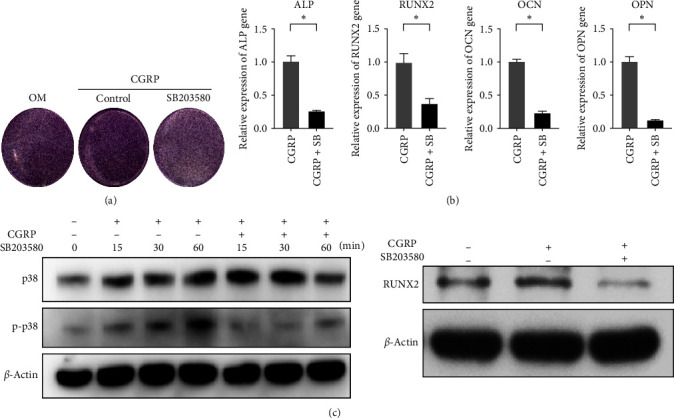 CGRP
OM
Control
SB203580
(a)
ALP
RUNX2
OCN
OPN
Relative expression of ALP gene
1.5
1.0
0.5
0.0
*
CGRP
CGRP + SB
Relative expression of RUNX2 gene
1.5
1.0
0.5
0.0
*
CGRP
CGRP + SB
Relative expression of OCN gene
1.5
1.0
0.5
0.0
*
CGRP
CGRP + SB
Relative expression of OPN gene
1.5
1.0
0.5
0.0
*
CGRP
CGRP + SB
(b)
– + + + + + +
CGRP – – – – + + +
SB203580 0 15 30 60 15 30 60 (min)
p38
p-p38
β-Actin
CGRP – + +
SB203580 – – +
RUNX2
β-Actin
(c)